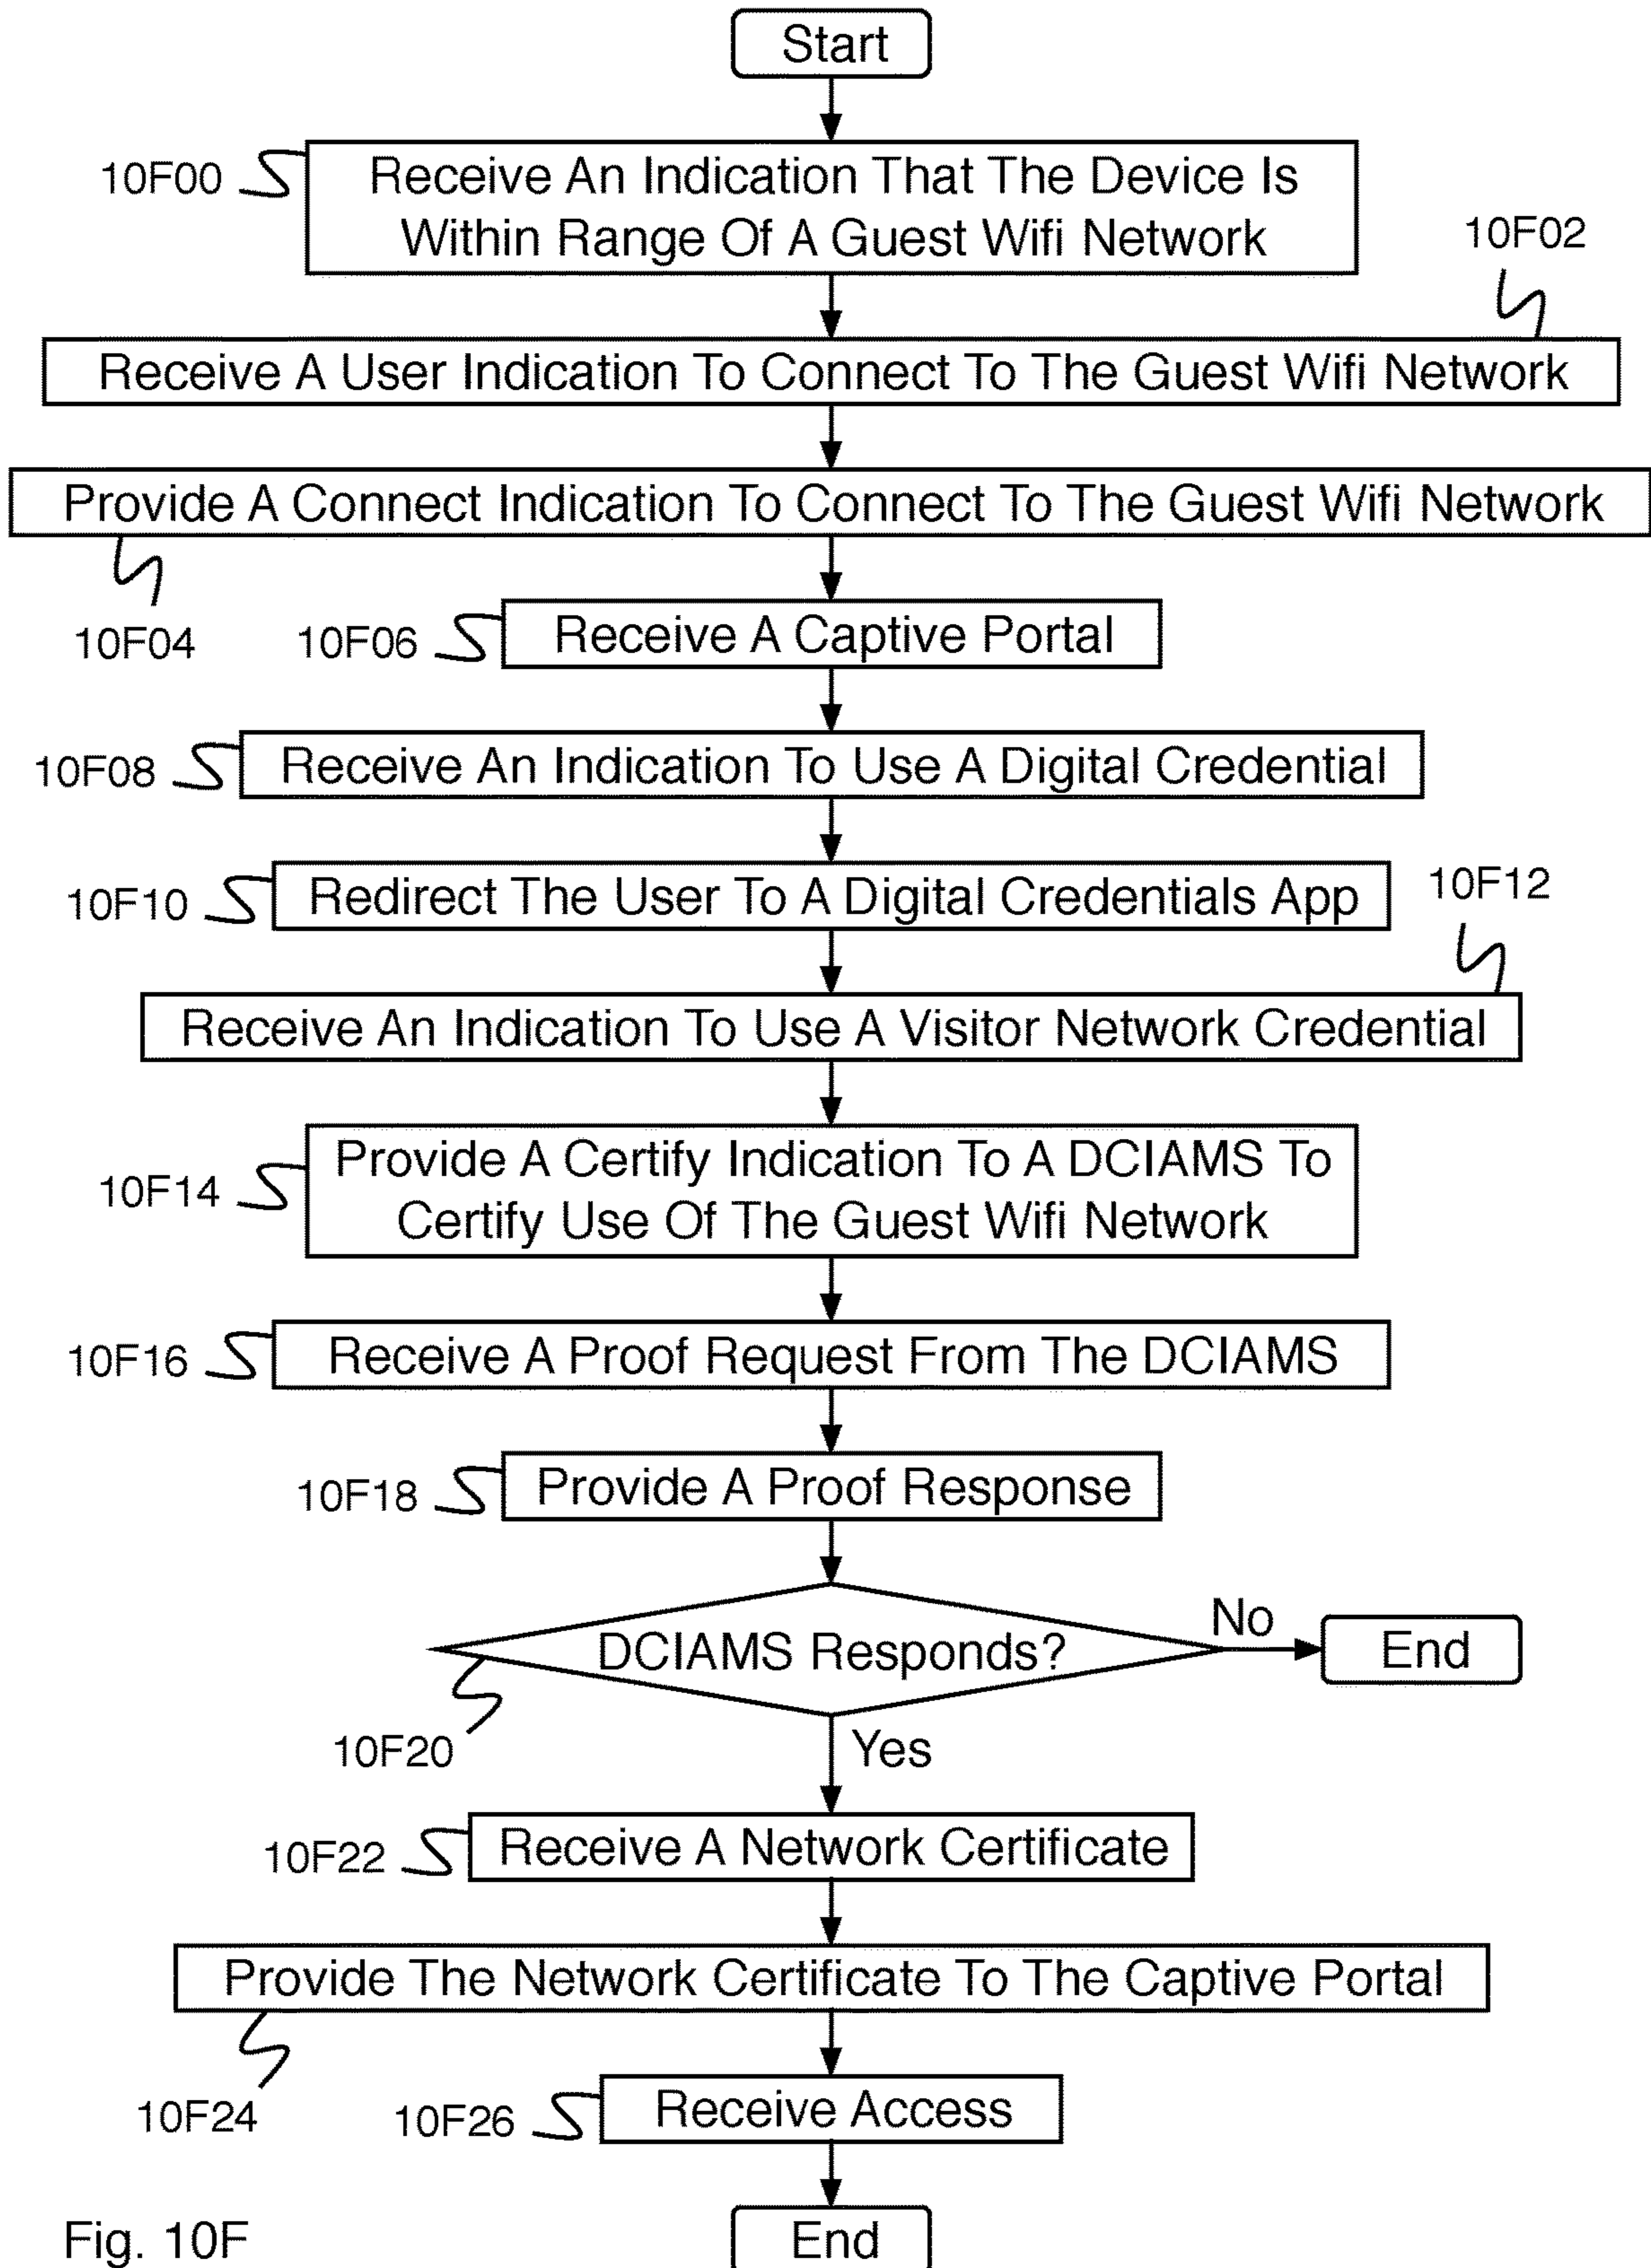 Start
10F00
Receive An Indication That The Device Is
Within Range Of A Guest Wifi Network
10F02
Receive A User Indication To Connect To The Guest Wifi Network
Provide A Connect Indication To Connect To The Guest Wifi Network
10F04
10F06
Receive A Captive Portal
10F08
Receive An Indication To Use A Digital Credential
10F10
Redirect The User To A Digital Credentials App
10F12
Receive An Indication To Use A Visitor Network Credential
10F14
Provide A Certify Indication To A DCIAMS To
Certify Use Of The Guest Wifi Network
10F16
Receive A Proof Request From The DCIAMS
10F18
Provide A Proof Response
DCIAMS Responds?
No
End
10F20
Yes
10F22
Receive A Network Certificate
Provide The Network Certificate To The Captive Portal
10F24
10F26
Receive Access
Fig. 10F
End